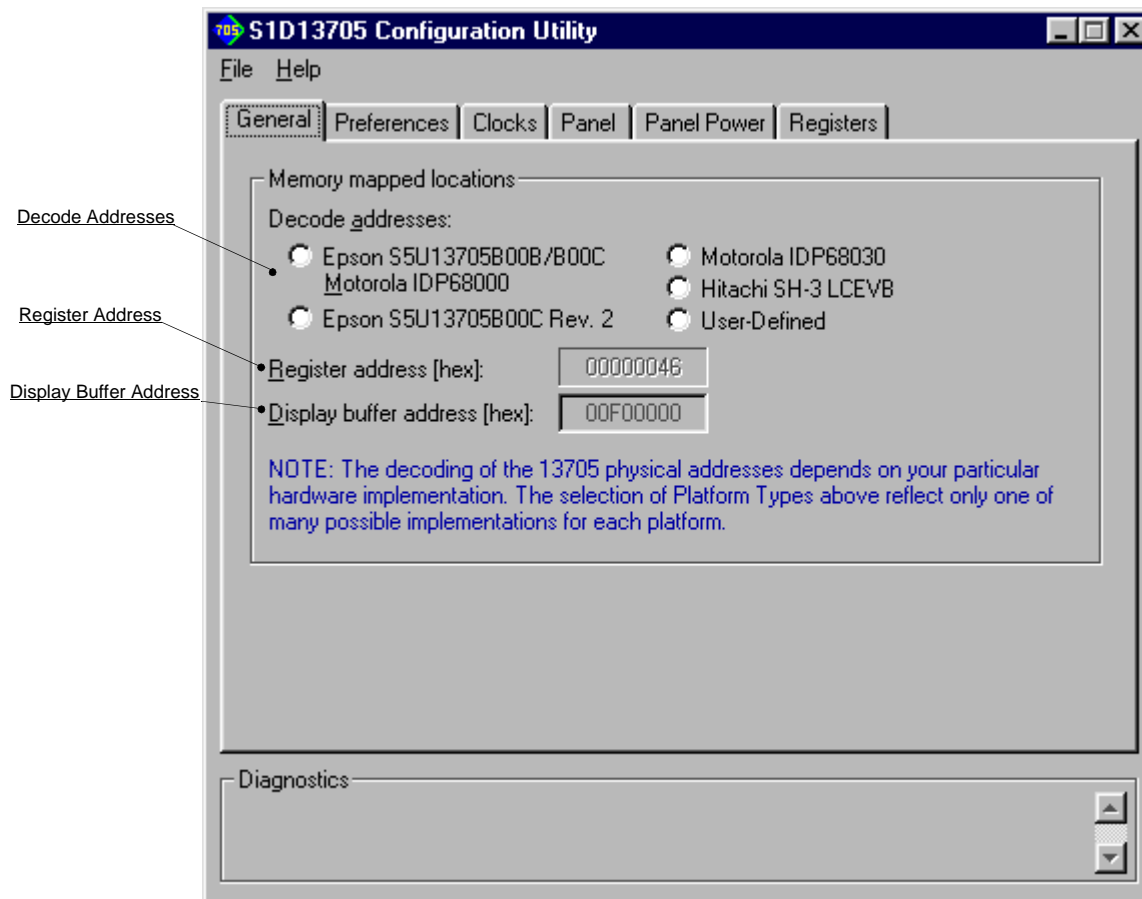 705 S1D13705 Configuration Utility
File Help
General Preferences Clocks Panel Panel Power Registers
Memory mapped locations
Decode Addresses
Decode addresses:
Epson S5U13705B00B/B00C
Motorola IDP68000
Motorola IDP68030
Hitachi SH-3 LCEVB
Epson S5U13705B00C Rev. 2
User-Defined
Register Address
Register address [hex]: 00000046
Display Buffer Address
Display buffer address [hex]: 00F00000
NOTE: The decoding of the 13705 physical addresses depends on your particular
hardware implementation. The selection of Platform Types above reflect only one of
many possible implementations for each platform.
Diagnostics